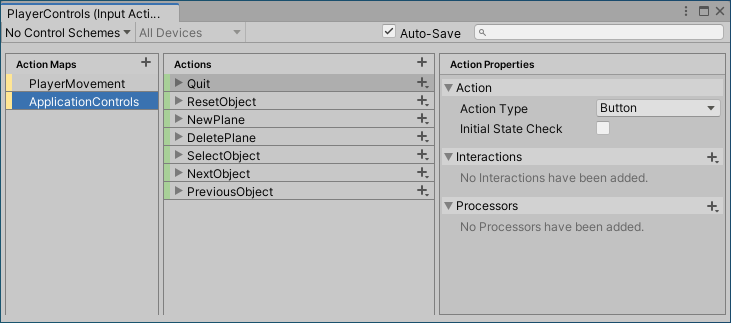 PlayerControls (Input Acti...
No Control Schemes All Devices Auto-Save
Action Maps
PlayerMovement
ApplicationControls
Actions
Quit
ResetObject
NewPlane
DeletePlane
SelectObject
NextObject
PreviousObject
Action Properties
Action
Action Type Button
Initial State Check
Interactions
No Interactions have been added.
Processors
No Processors have been added.